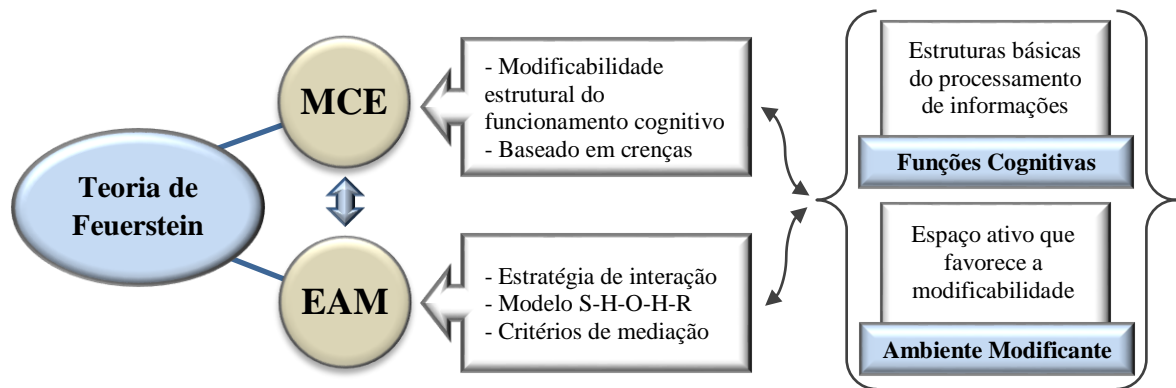 Teoria de
Feuerstein
MCE
- Modificabilidade
estrutural do
funcionamento cognitivo
- Baseado em crenças
EAM
- Estratégia de interação
- Modelo S-H-O-H-R
- Critérios de mediação
Estruturas básicas
do processamento
de informações
Funções Cognitivas
Espaço ativo que
favorece a
modificabilidade
Ambiente Modificante